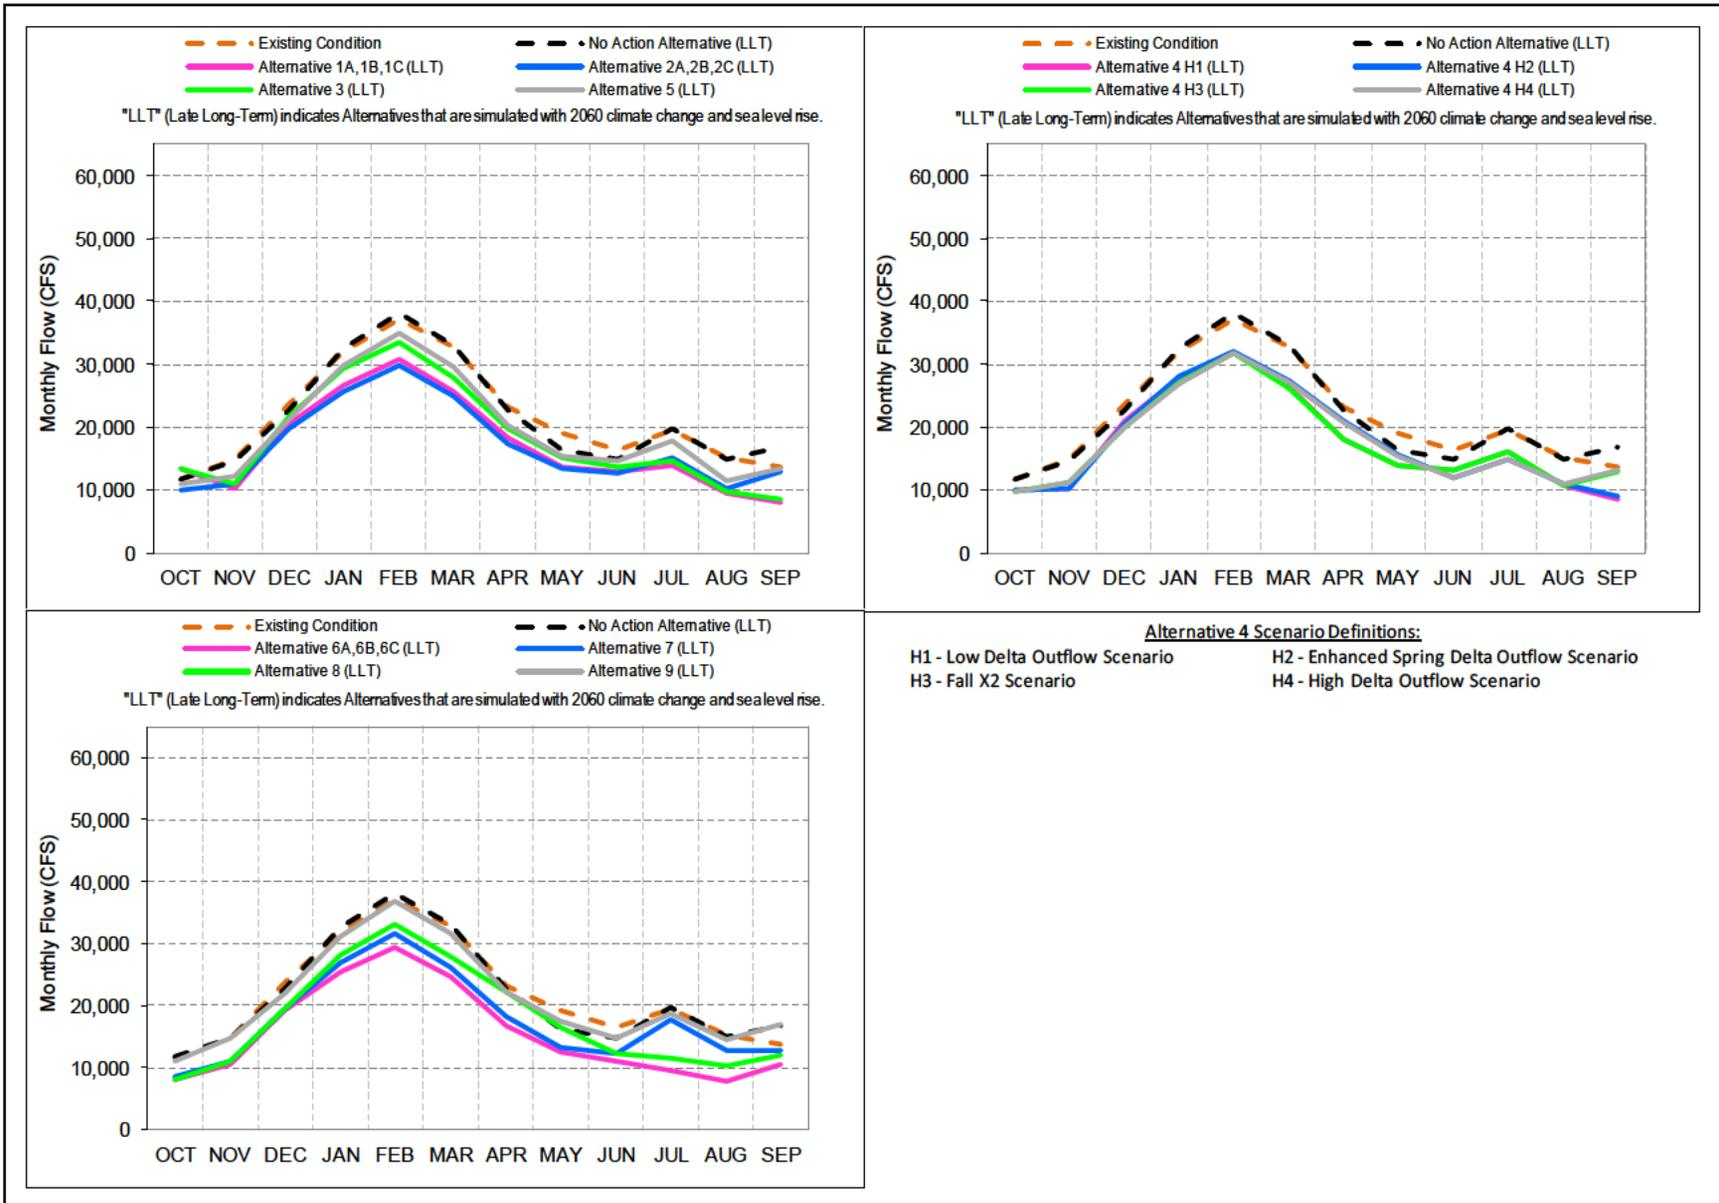 Existing Condition
No Action Alternative (LLT)
Alternative 1A,1B,1C (LLT)
Alternative 2A,2B,2C (LLT)
Alternative 3 (LLT)
Alternative 5 (LLT)
"LLT" (Late Long-Term) indicates Alternatives that are simulated with 2060 climate change and sea level rise.
Monthly Flow (CFS)
60,000
50,000
40,000
30,000
20,000
10,000
0
OCT NOV DEC JAN FEB MAR APR MAY JUN JUL AUG SEP
Existing Condition
No Action Alternative (LLT)
Alternative 4 H1 (LLT)
Alternative 4 H2 (LLT)
Alternative 4 H3 (LLT)
Alternative 4 H4 (LLT)
"LLT" (Late Long-Term) indicates Alternatives that are simulated with 2060 climate change and sea level rise.
Monthly Flow (CFS)
60,000
50,000
40,000
30,000
20,000
10,000
0
OCT NOV DEC JAN FEB MAR APR MAY JUN JUL AUG SEP
Existing Condition
No Action Alternative (LLT)
Alternative 6A,6B,6C (LLT)
Alternative 7 (LLT)
Alternative 8 (LLT)
Alternative 9 (LLT)
"LLT" (Late Long-Term) indicates Alternatives that are simulated with 2060 climate change and sea level rise.
Monthly Flow (CFS)
60,000
50,000
40,000
30,000
20,000
10,000
0
OCT NOV DEC JAN FEB MAR APR MAY JUN JUL AUG SEP
Alternative 4 Scenario Definitions:
H1 - Low Delta Outflow Scenario
H2 - Enhanced Spring Delta Outflow Scenario
H3 - Fall X2 Scenario
H4 - High Delta Outflow Scenario